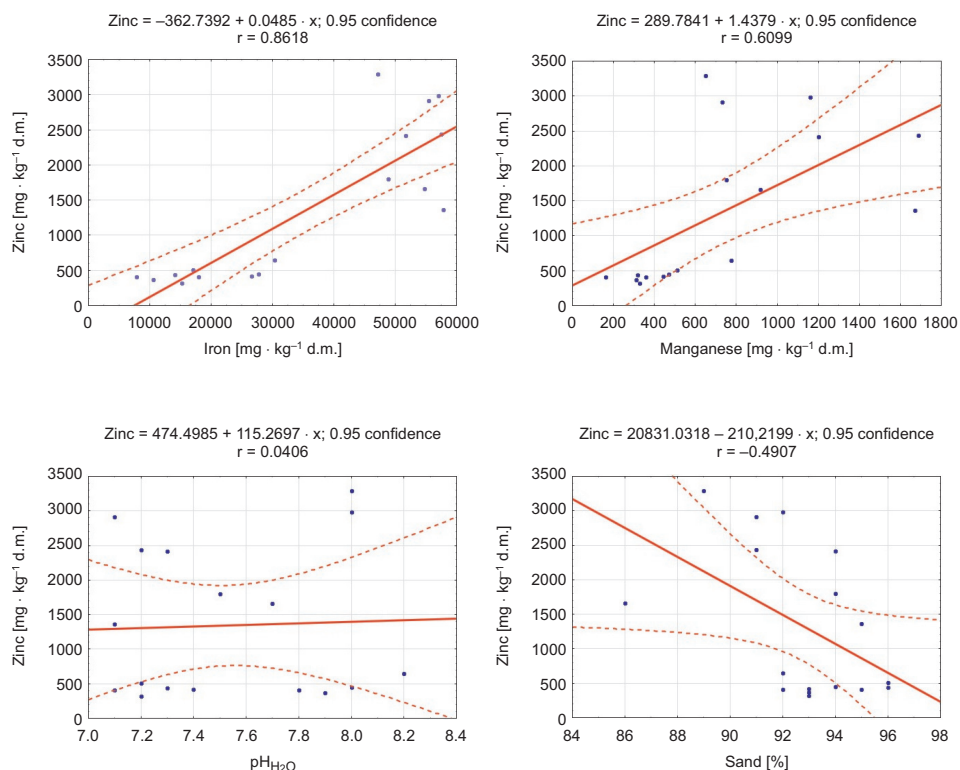 Zinc = –362.7392 + 0.0485 · x; 0.95 confidence
r = 0.8618
3500
3000
2500
2000
1500
1000
500
0
Zinc [mg · kg⁻¹ d.m.]
0 10000 20000 30000 40000 50000 60000
Iron [mg · kg⁻¹ d.m.]
Zinc = 289.7841 + 1.4379 · x; 0.95 confidence
r = 0.6099
3500
3000
2500
2000
1500
1000
500
0
Zinc [mg · kg⁻¹ d.m.]
0 200 400 600 800 1000 1200 1400 1600 1800
Manganese [mg · kg⁻¹ d.m.]
Zinc = 474.4985 + 115.2697 · x; 0.95 confidence
r = 0.0406
3500
3000
2500
2000
1500
1000
500
0
Zinc [mg · kg⁻¹ d.m.]
7.0 7.2 7.4 7.6 7.8 8.0 8.2 8.4
pH H₂O
Zinc = 20831.0318 – 210,2199 · x; 0.95 confidence
r = –0.4907
3500
3000
2500
2000
1500
1000
500
0
Zinc [mg · kg⁻¹ d.m.]
84 86 88 90 92 94 96 98
Sand [%]